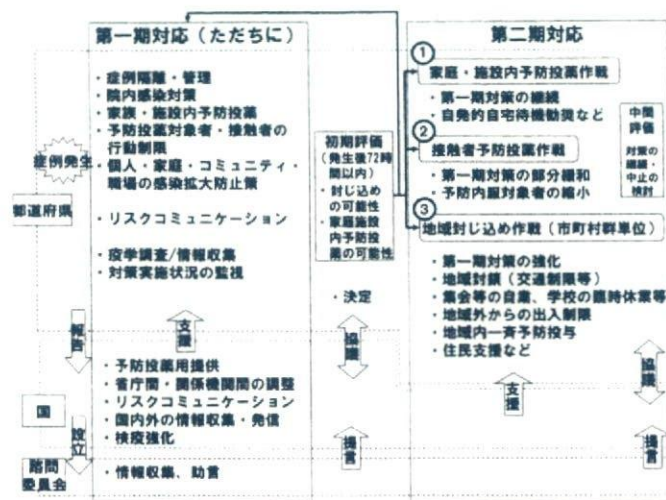 第一期対応(ただちに)
・症例隔離・管理
・院内感染対策
・家族・施設内予防投薬
・予防投薬対象者・接触者の
行動制限
・個人・家庭・コミュニティ・
職場の感染拡大防止策
・リスクコミュニケーション
・疫学調査/情報収集
・対策実施状況の監視
症例発生
都道府県
初期評価
(発生後72時
間以内)
・封じ込め
の可能性
・家庭施設
内予防投
薬の可能性
・決定
第二期対応
①
家庭・施設内予防投薬作戦
・第一期対策の継続
・自発的自宅待機勧奨など
②
接触者予防投薬作戦
・第一期対策の部分緩和
・予防内服対象者の縮小
③
地域封じ込め作戦(市町村群単位)
・第一期対策の強化
・地域封鎖(交通制限等)
・集会等の自粛、学校の臨時休業等
・地域外からの出入制限
・地域内一斉予防投与
・住民支援など
中間
評価
対策の
継続・
中止の
検討
報告
支援
協議
支援
協議
国
・予防投薬用提供
・省庁間・関係機関間の調整
・リスクコミュニケーション
・国内外の情報収集・発信
・検疫強化
設立
提言
提言
諮問
委員会
・情報収集、助言